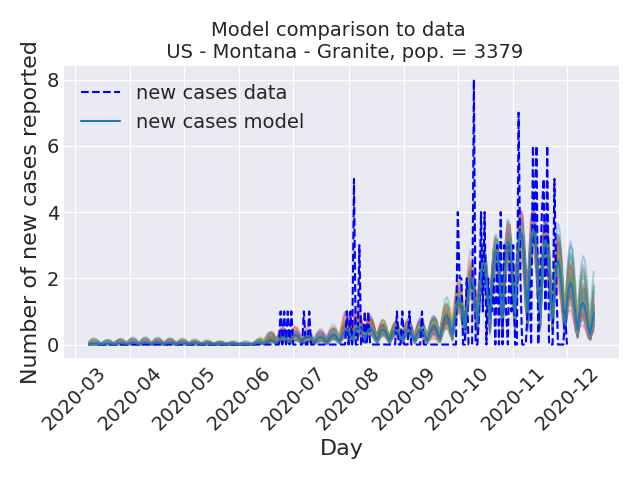 Model comparison to data
US - Montana - Granite, pop. = 3379
Number of new cases reported
8
6
4
2
0
new cases data
new cases model
2020-03
2020-04
2020-05
2020-06
2020-07
2020-08
2020-09
2020-10
2020-11
2020-12
Day